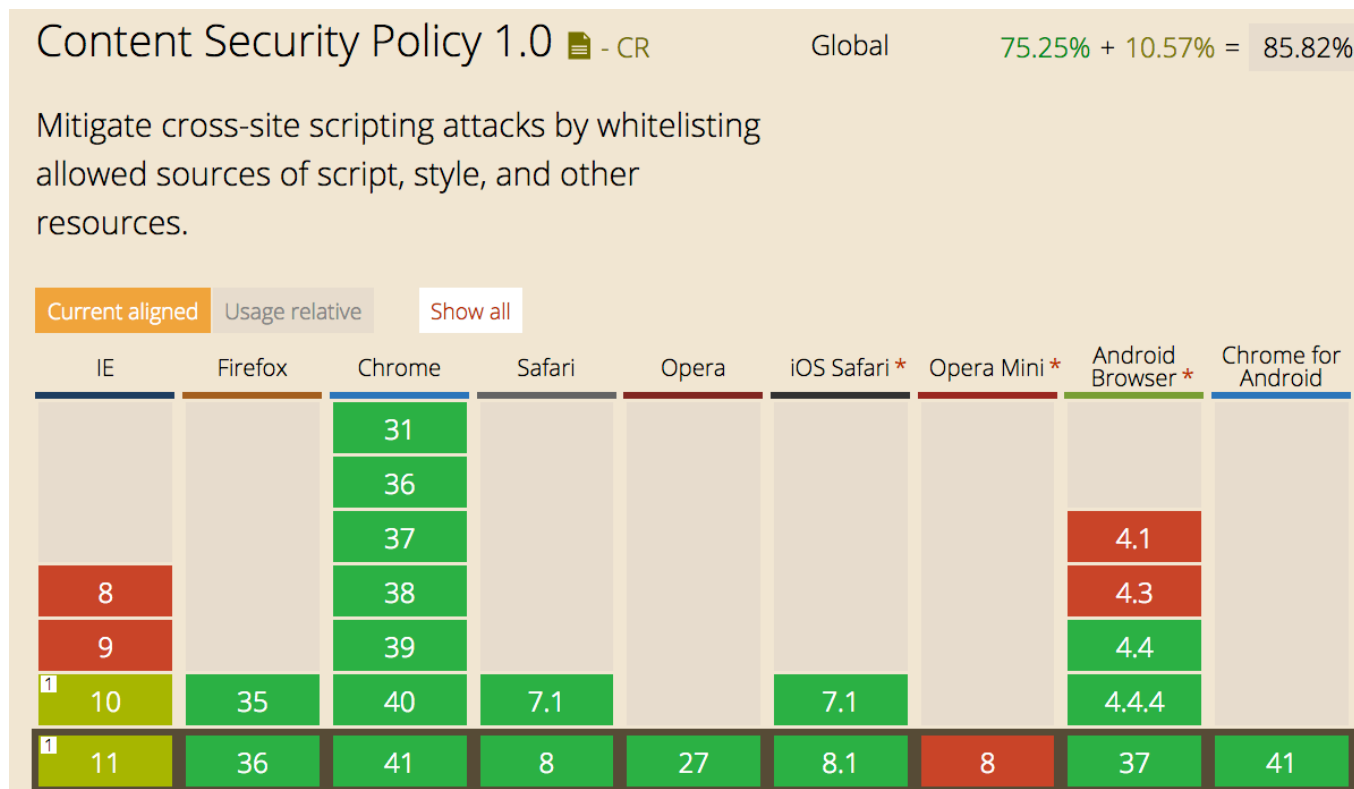 Content Security Policy 1.0 - CR Global 75.25% + 10.57% = 85.82%
Mitigate cross-site scripting attacks by whitelisting
allowed sources of script, style, and other
resources.
Current aligned Usage relative Show all
IE Firefox Chrome Safari Opera iOS Safari * Opera Mini * Android Browser * Chrome for Android
31
36
37 4.1
8 38 4.3
9 39 4.4
1 10 35 40 7.1 7.1 4.4.4
1 11 36 41 8 27 8.1 8 37 41